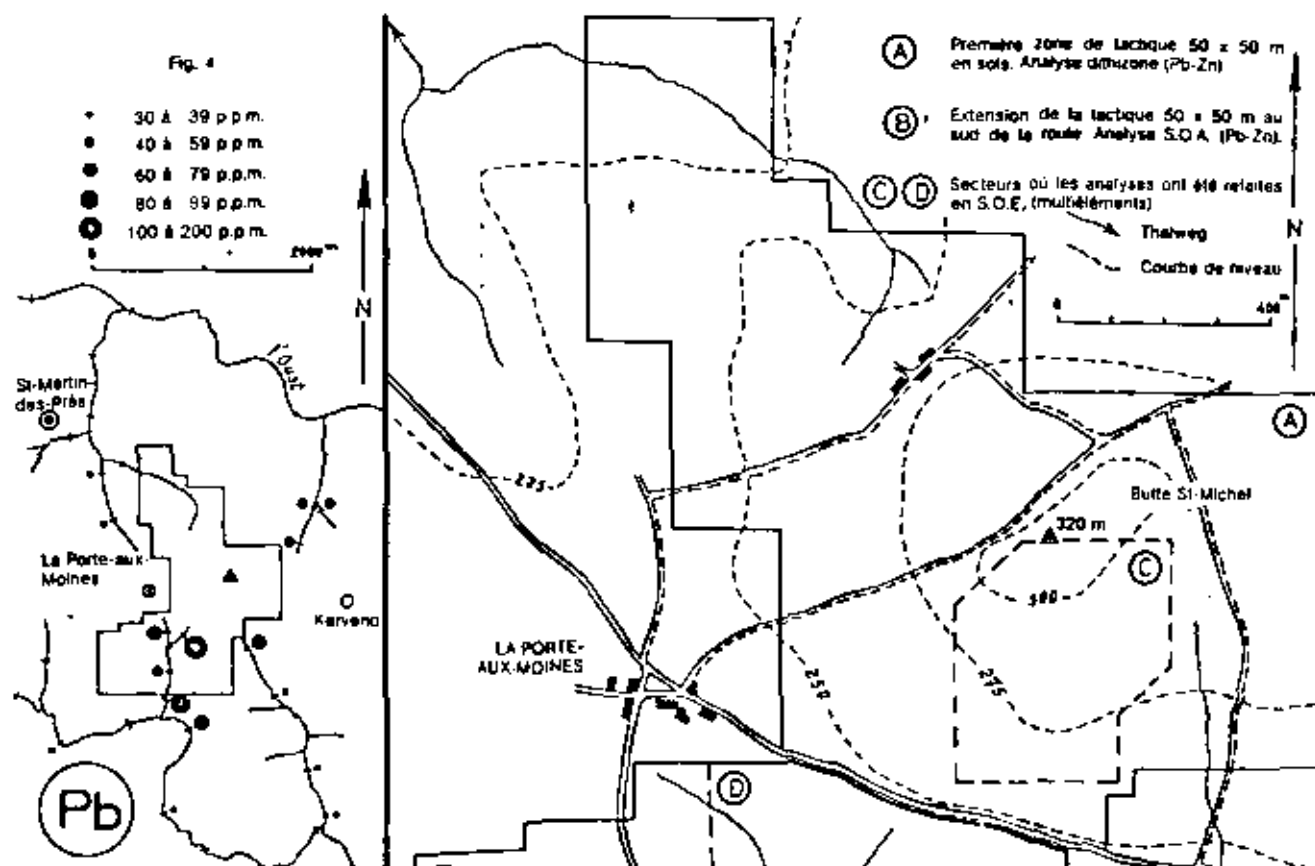 Fig. 4
30 à 39 p.p.m.
40 à 59 p.p.m.
60 à 79 p.p.m.
80 à 99 p.p.m.
100 à 200 p.p.m.
0
N
l'Oust
St-Martin-
des-Prés
La Porte-aux-
Moines
Kerveno
Pb
A Première zone de tactique 50 x 50 m
en sols. Analyse dithizone (Pb-Zn)
B Extension de la tactique 50 x 50 m au
sud de la route Analyse S.O.A. (Pb-Zn).
C D Secteurs où les analyses ont été refaites
en S.O.E. (multiéléments)
Thalweg
Courbe de niveau
N
0 400 m
A
275
Butte St-Michel
320 m
C
300
275
250
LA PORTE-
AUX-MOINES
D